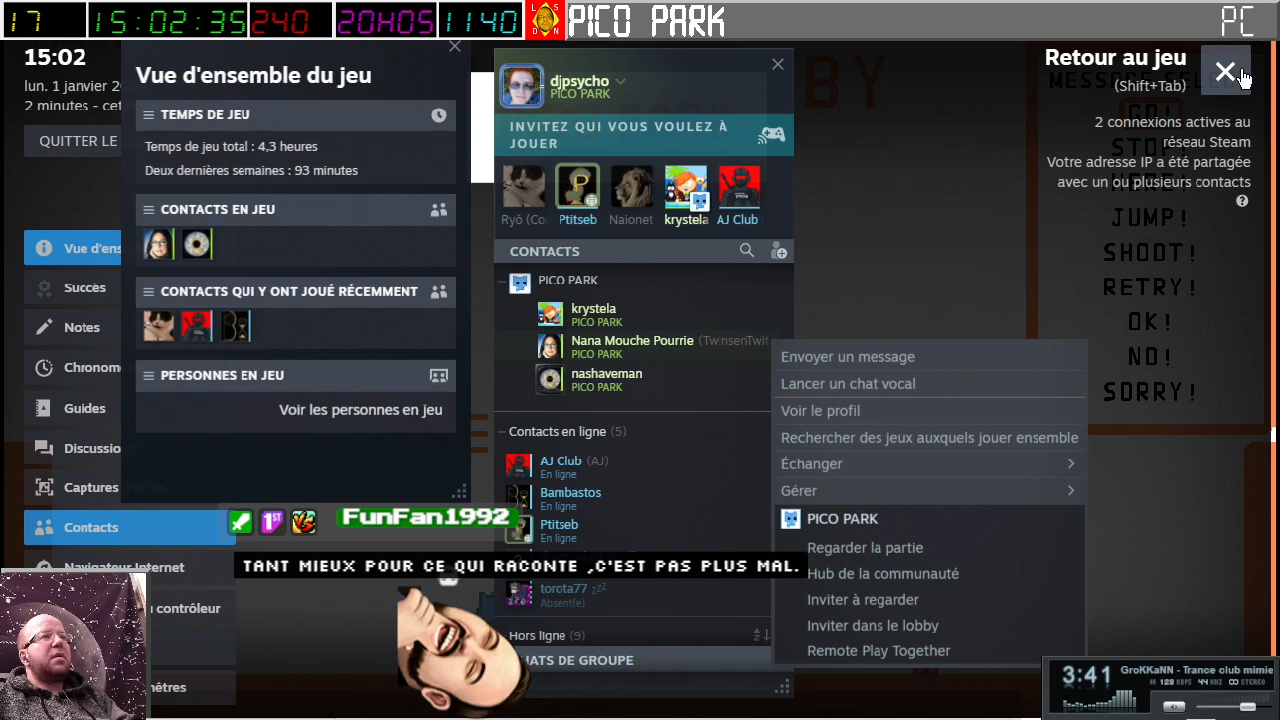 17
15:02:35
240
20H05
1140
PICO PARK
PC
15:02
lun. 1 janvier
2 minutes -
QUITTER LE
Vue d'ensemble du jeu
TEMPS DE JEU
Temps de jeu total : 4,3 heures
Deux dernières semaines : 93 minutes
CONTACTS EN JEU
CONTACTS QUI Y ONT JOUÉ RÉCEMMENT
PERSONNES EN JEU
Voir les personnes en jeu
Vue d'ens
Succès
Notes
Chronom
Guides
Discussio
Captures
Contacts
Navigateur Internet
u contrôleur
djpsycho
PICO PARK
INVITEZ QUI VOUS VOULEZ À
JOUER
Ryô (Co
Ptitseb
Naionet
krystela
AJ Club
CONTACTS
PICO PARK
krystela
PICO PARK
Nana Mouche Pourrie (TwinsenTwit
PICO PARK
nashaveman
PICO PARK
Contacts en ligne (5)
AJ Club (AJ)
En ligne
Bambastos
En ligne
Ptitseb
En ligne
torota77 zzz
Absent(e)
Hors ligne (9)
HATS DE GROUPE
Envoyer un message
Lancer un chat vocal
Voir le profil
Rechercher des jeux auxquels jouer ensemble
Échanger
Gérer
PICO PARK
Regarder la partie
Hub de la communauté
Inviter à regarder
Inviter dans le lobby
Remote Play Together
Retour au jeu
(Shift+Tab)
2 connexions actives au
réseau Steam
Votre adresse IP a été partagée
avec un ou plusieurs contacts
JUMP!
SHOOT!
RETRY!
OK!
NO!
SORRY!
FunFan1992
TANT MIEUX POUR CE QUI RACONTE ,C'EST PAS PLUS MAL.
3:41
GroKKaNN - Trance club mimie
128 KBPS 44 KHZ STEREO